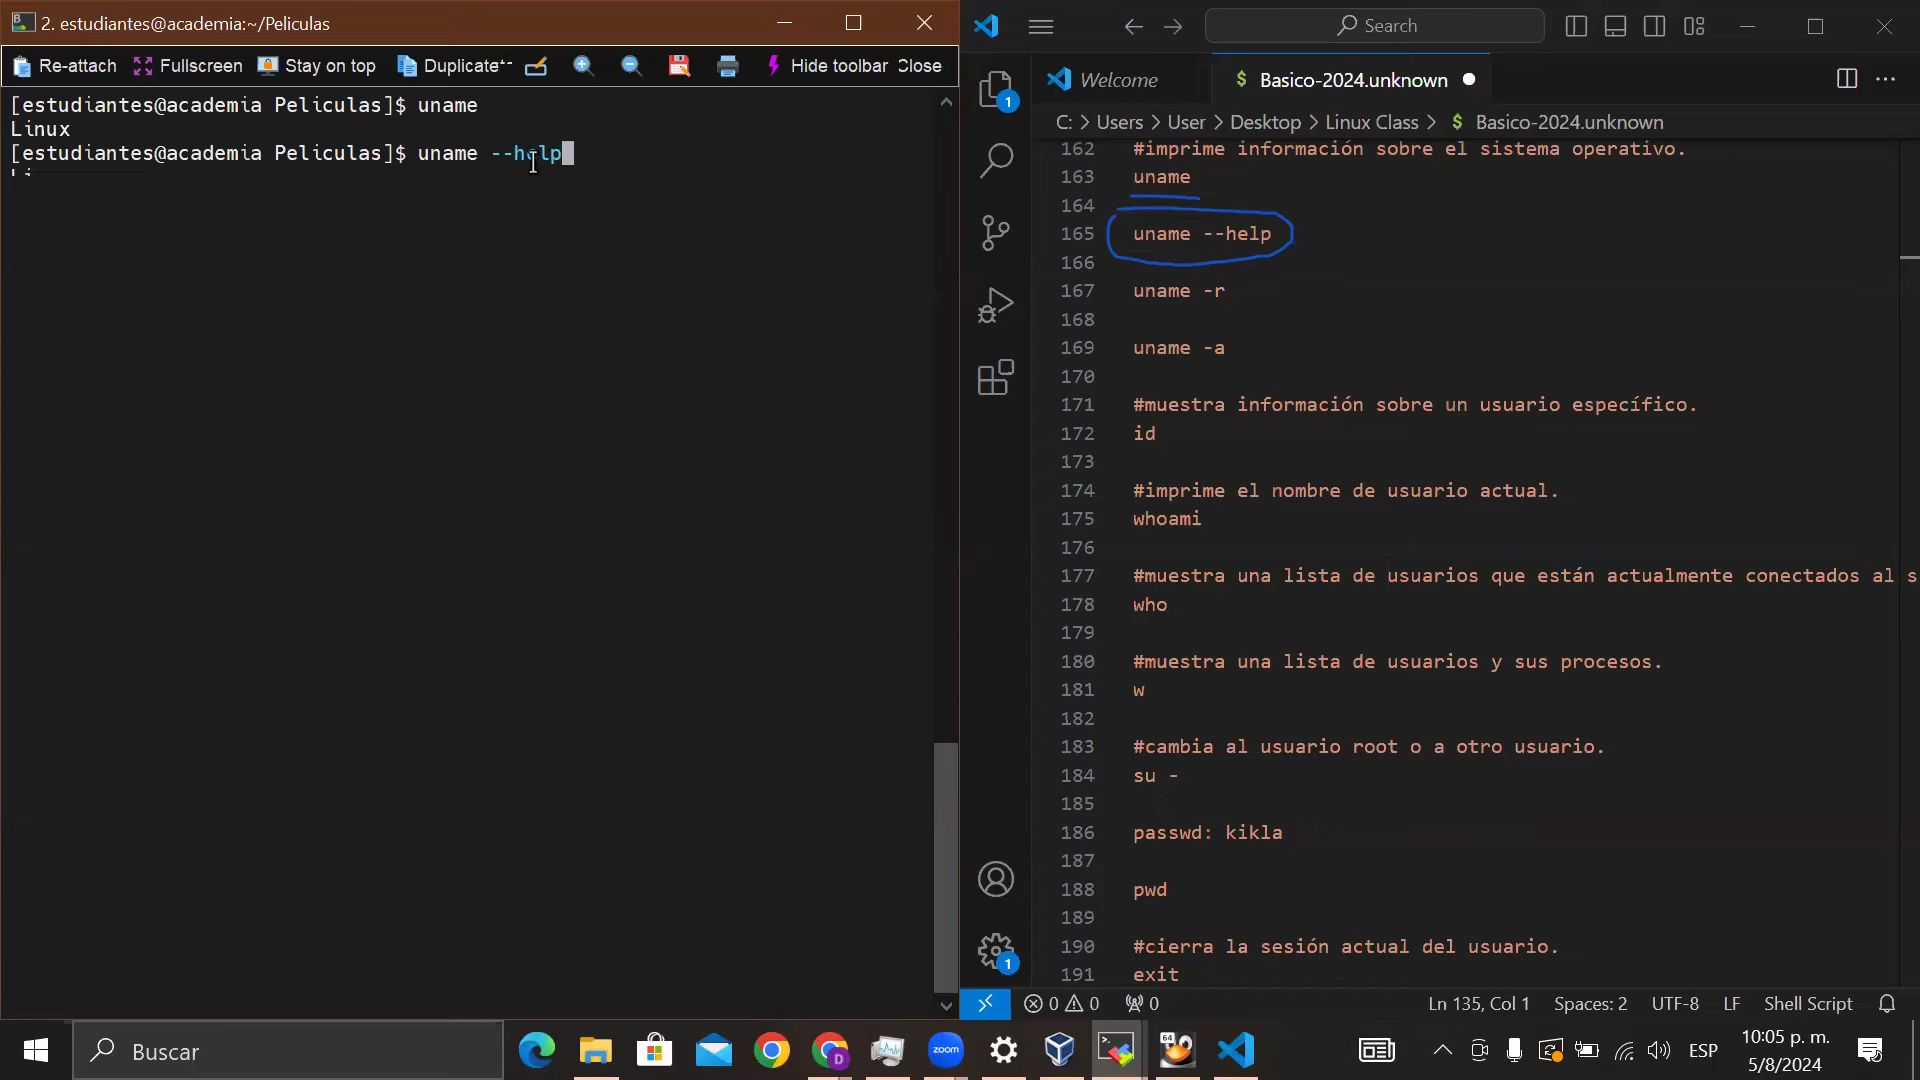 2. estudiantes@academia:~/Peliculas
Re-attach Fullscreen Stay on top Duplicate Hide toolbar Close
[estudiantes@academia Peliculas]$ uname
Linux
[estudiantes@academia Peliculas]$ uname --help
Search
Welcome
$ Basico-2024.unknown
C: > Users > User > Desktop > Linux Class > $ Basico-2024.unknown
162 #imprime información sobre el sistema operativo.
163 uname
164
165 uname --help
166
167 uname -r
168
169 uname -a
170
171 #muestra información sobre un usuario específico.
172 id
173
174 #imprime el nombre de usuario actual.
175 whoami
176
177 #muestra una lista de usuarios que están actualmente conectados al s
178 who
179
180 #muestra una lista de usuarios y sus procesos.
181 w
182
183 #cambia al usuario root o a otro usuario.
184 su -
185
186 passwd: kikla
187
188 pwd
189
190 #cierra la sesión actual del usuario.
191 exit
1
1
0 0 0 Ln 135, Col 1 Spaces: 2 UTF-8 LF Shell Script
Buscar
zoom
D
64
ESP
10:05 p. m.
5/8/2024